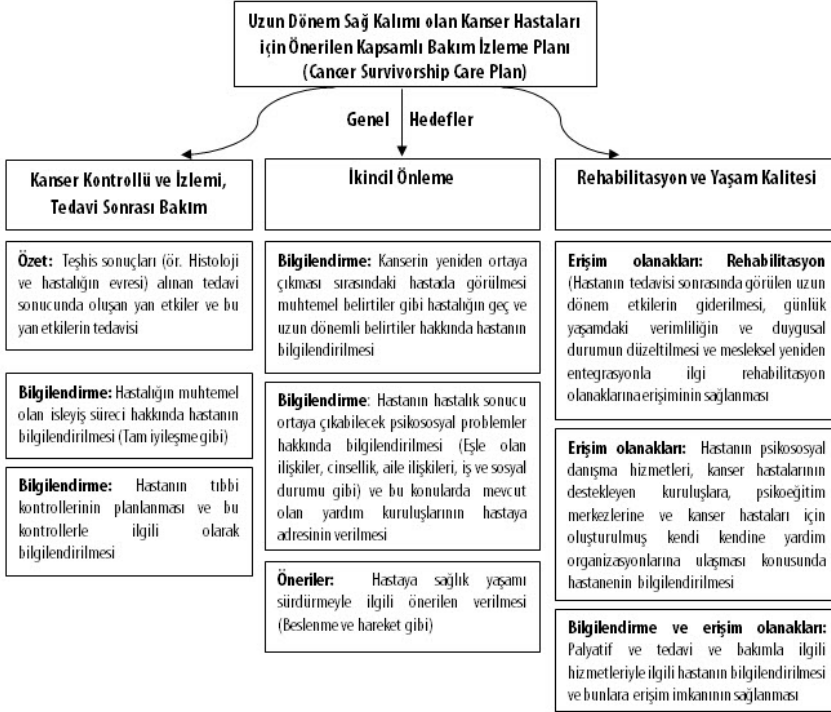 Uzun Dönem Sağ Kalımı olan Kanser Hastaları
için Önerilen Kapsamlı Bakım İzleme Planı
(Cancer Survivorship Care Plan)
Genel Hedefler
Kanser Kontrollü ve İzlemi,
Tedavi Sonrası Bakım
Özet: Teşhis sonuçları (ör. Histoloji
ve hastalığın evresi) alınan tedavi
sonucunda oluşan yan etkiler ve bu
yan etkilerin tedavisi
Bilgilendirme: Hastalığın muhtemel
olan isleyiş süreci hakkında hastanın
bilgilendirilmesi (Tam iyileşme gibi)
Bilgilendirme: Hastanın tıbbi
kontrollerinin planlanması ve bu
kontrollerle ilgili olarak
bilgilendirilmesi
İkincil Önleme
Bilgilendirme: Kanserin yeniden ortaya
çıkması sırasındaki hastada görülmesi
muhtemel belirtiler gibi hastalığın geç ve
uzun dönemli belirtiler hakkında hastanın
bilgilendirilmesi
Bilgilendirme: Hastanın hastalık sonucu
ortaya çıkabilecek psikososyal problemler
hakkında bilgilendirilmesi (Eşle olan
ilişkiler, cinsellik, aile ilişkileri, iş ve sosyal
durumu gibi) ve bu konularda mevcut
olan yardım kuruluşlarının hastaya
adresinin verilmesi
Öneriler: Hastaya sağlık yaşamı
sürdürmeyle ilgili önerilen verilmesi
(Beslenme ve hareket gibi)
Rehabilitasyon ve Yaşam Kalitesi
Erişim olanakları: Rehabilitasyon
(Hastanın tedavisi sonrasında görülen uzun
dönem etkilerin giderilmesi, günlük
yaşamdaki verimliliğin ve duygusal
durumun düzeltilmesi ve mesleksel yeniden
entegrasyonla ilgi rehabilitasyon
olanaklarına erişiminin sağlanması
Erişim olanakları: Hastanın psikososyal
danışma hizmetleri, kanser hastalarının
destekleyen kuruluşlara, psikoeğitim
merkezlerine ve kanser hastaları için
oluşturulmuş kendi kendine yardım
organizasyonlarına ulaşması konusunda
hastanenin bilgilendirilmesi
Bilgilendirme ve erişim olanakları:
Palyatif ve tedavi ve bakımla ilgili
hizmetleriyle ilgili hastanın bilgilendirilmesi
ve bunlara erişim imkanının sağlanması